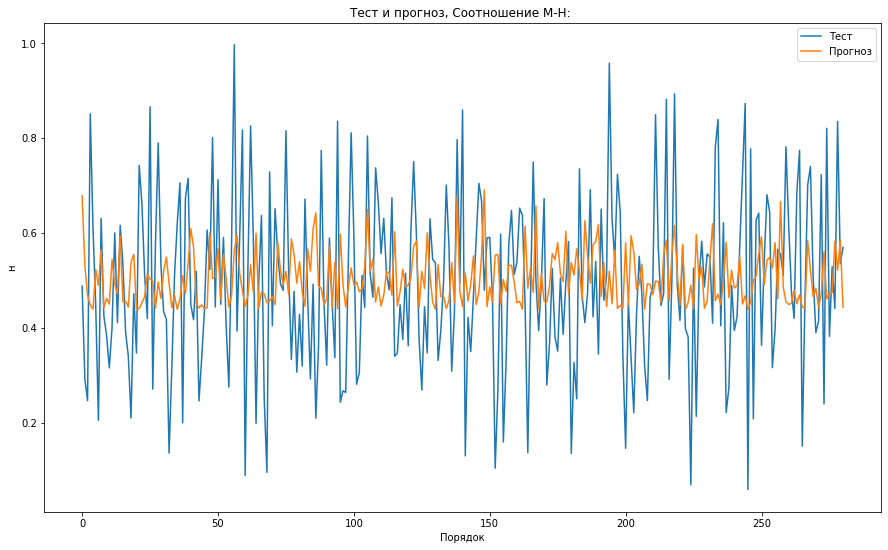 Тест и прогноз, Соотношение М-Н:
Тест
Прогноз
1.0
0.8
0.6
0.4
0.2
н
0 50 100 150 200 250
Порядок